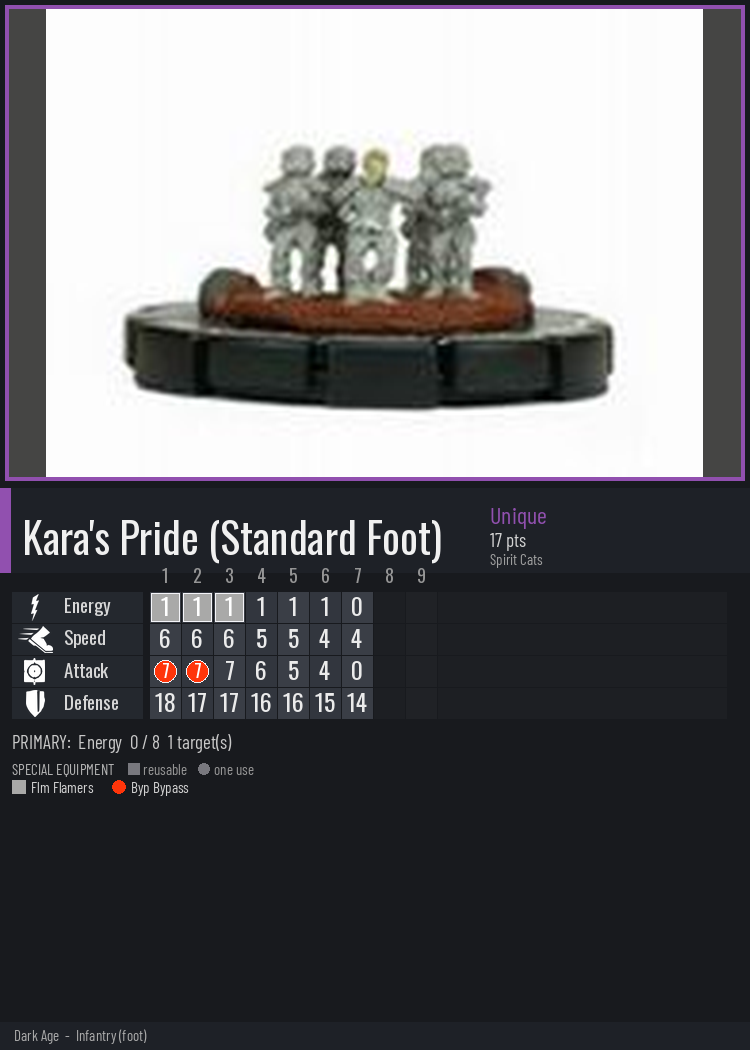 Kara's Pride (Standard Foot)
Unique
17 pts
Spirit Cats
1 2 3 4 5 6 7 8 9
Energy 1 1 1 1 1 1 0
Speed 6 6 6 5 5 4 4
Attack 7 7 7 6 5 4 0
Defense 18 17 17 16 16 15 14
PRIMARY: Energy 0 / 8 1 target(s)
SPECIAL EQUIPMENT reusable one use
Flm Flamers Byp Bypass
Dark Age - Infantry (foot)